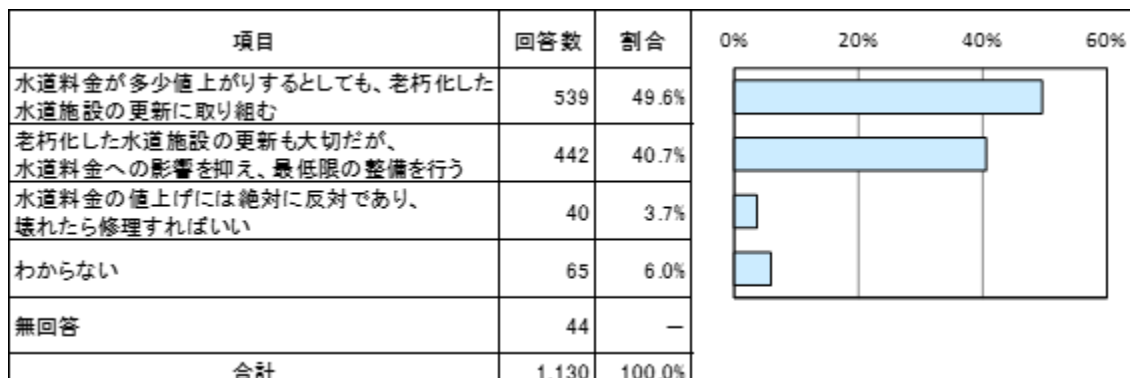 項目 回答数 割合 0% 20% 40% 60%
水道料金が多少値上がりするとしても、老朽化した
水道施設の更新に取り組む 539 49.6%
老朽化した水道施設の更新も大切だが、
水道料金への影響を抑え、最低限の整備を行う 442 40.7%
水道料金の値上げには絶対に反対であり、
壊れたら修理すればいい 40 3.7%
わからない 65 6.0%
無回答 44 ―
合計 1,130 100.0%